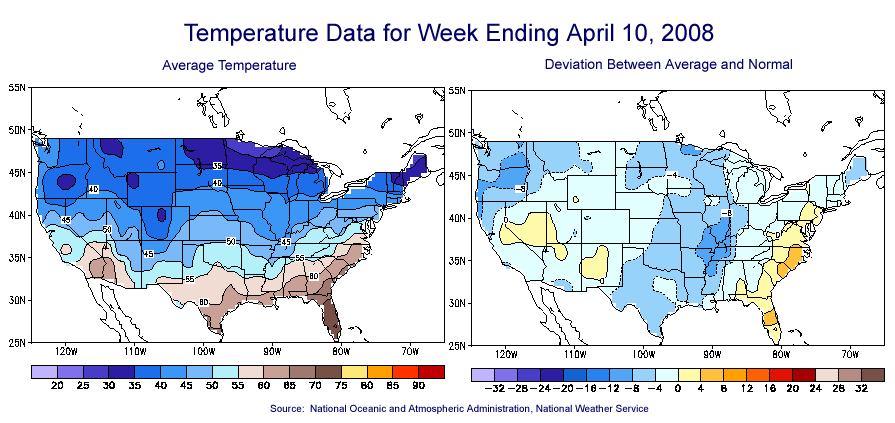 Temperature Data for Week Ending April 10, 2008
Average Temperature
Deviation Between Average and Normal
55N
50N
45N
40N
35N
30N
25N
120W 110W 100W 90W 80W 70W
35
40
40
45
50
45
50
45
55
55
60
60
20 25 30 35 40 45 50 55 60 65 70 75 80 85 90
55N
50N
45N
40N
35N
30N
25N
120W 110W 100W 90W 80W 70W
-4
-8
-8
0
0
-32 -28 -24 -20 -16 -12 -8 -4 0 4 8 12 16 20 24 28 32
Source: National Oceanic and Atmospheric Administration, National Weather Service